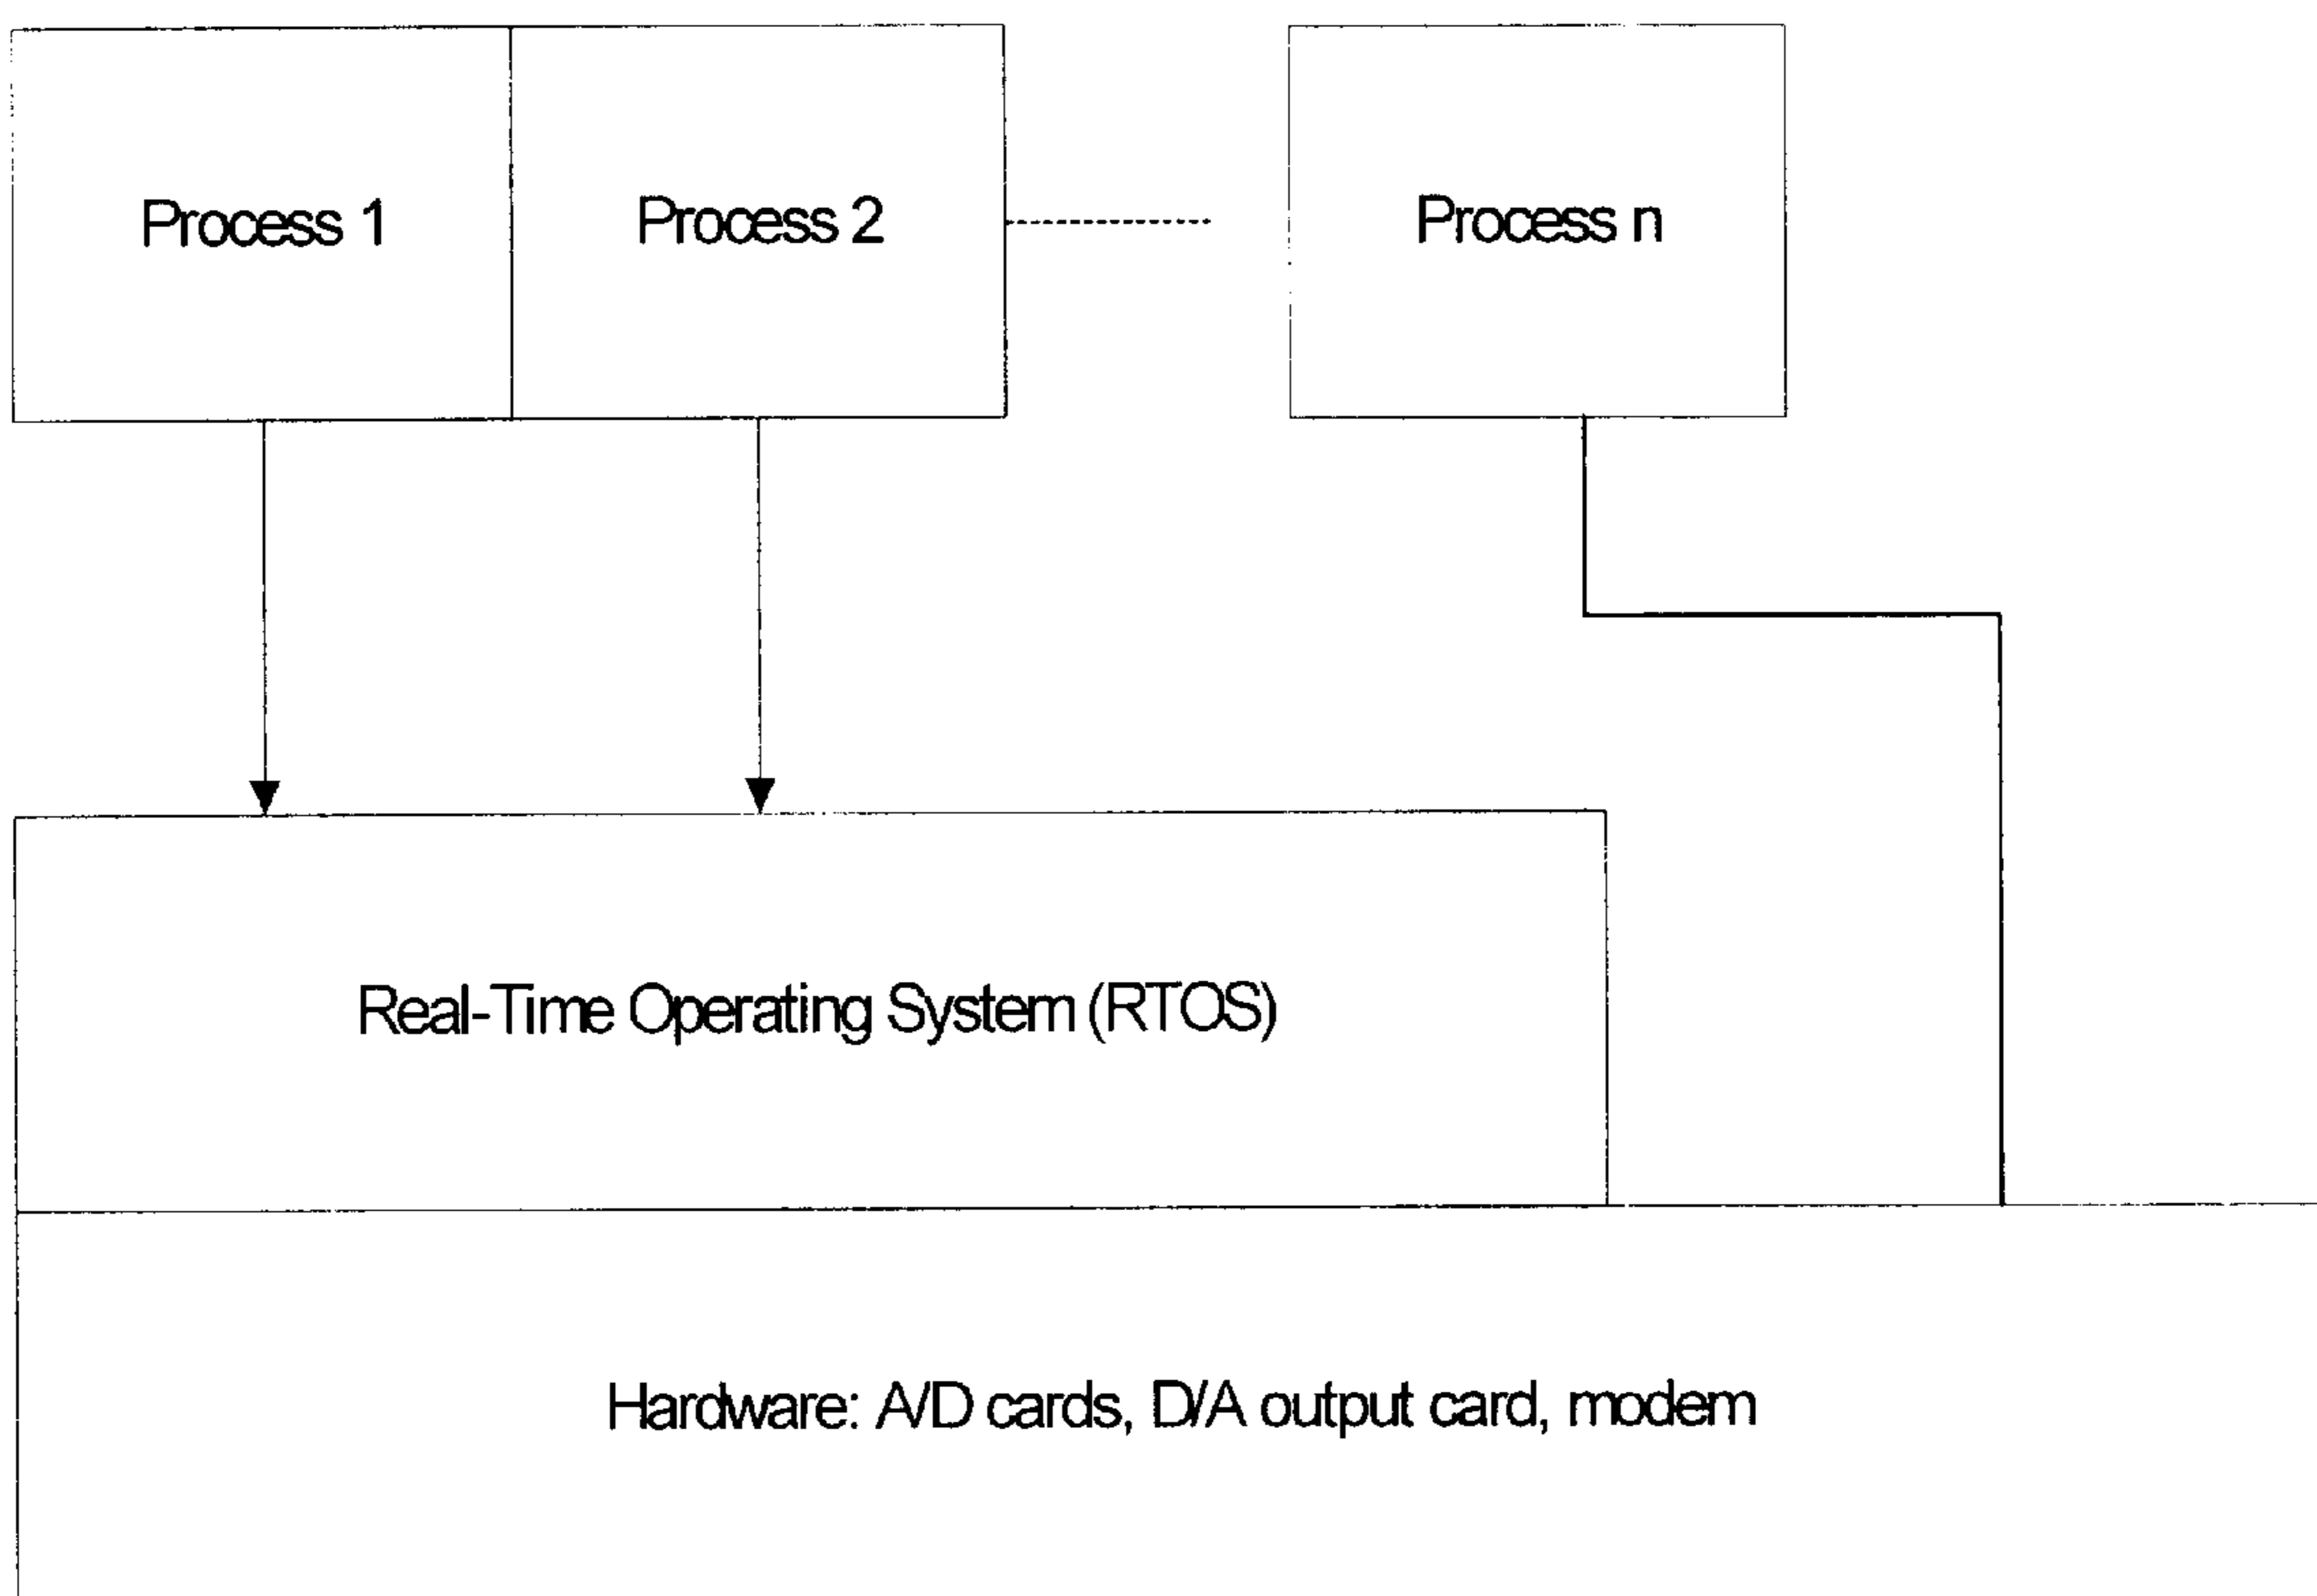 Process 1
Process 2
Process n
Real-Time Operating System (RTOS)
Hardware: A/D cards, D/A output card, modem